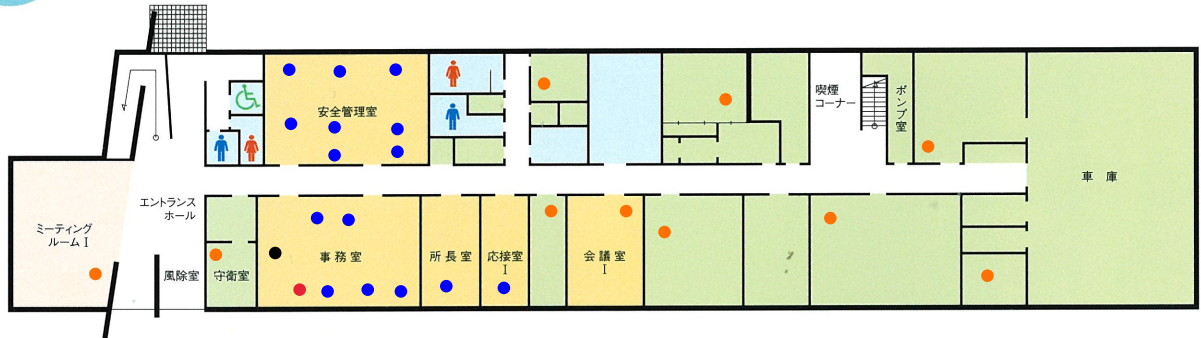 安全管理室
喫煙
コーナー
ポンプ室
車庫
エントランス
ホール
ミーティング
ルームⅠ
風除室
守衛室
事務室
所長室
応接室
Ⅰ
会議室
Ⅰ